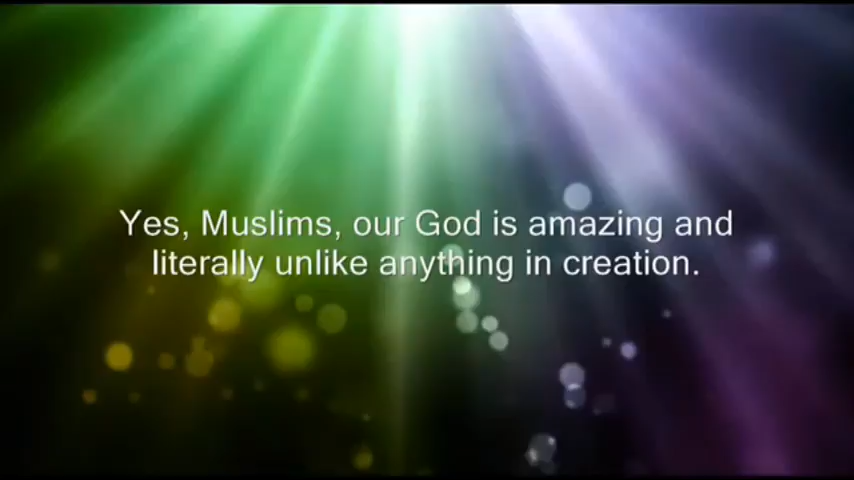 Yes, Muslims, our God is amazing and
literally unlike anything in creation.